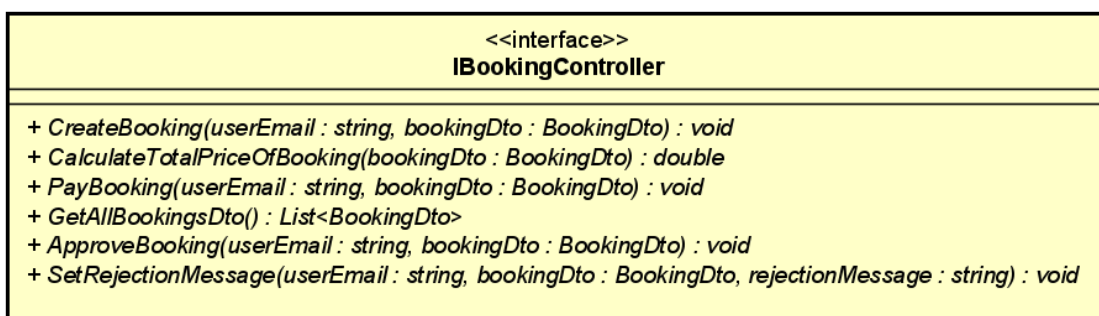 <<interface>>
IBookingController
+ CreateBooking(userEmail : string, bookingDto : BookingDto) : void
+ CalculateTotalPriceOfBooking(bookingDto : BookingDto) : double
+ PayBooking(userEmail : string, bookingDto : BookingDto) : void
+ GetAllBookingsDto() : List<BookingDto>
+ ApproveBooking(userEmail : string, bookingDto : BookingDto) : void
+ SetRejectionMessage(userEmail : string, bookingDto : BookingDto, rejectionMessage : string) : void